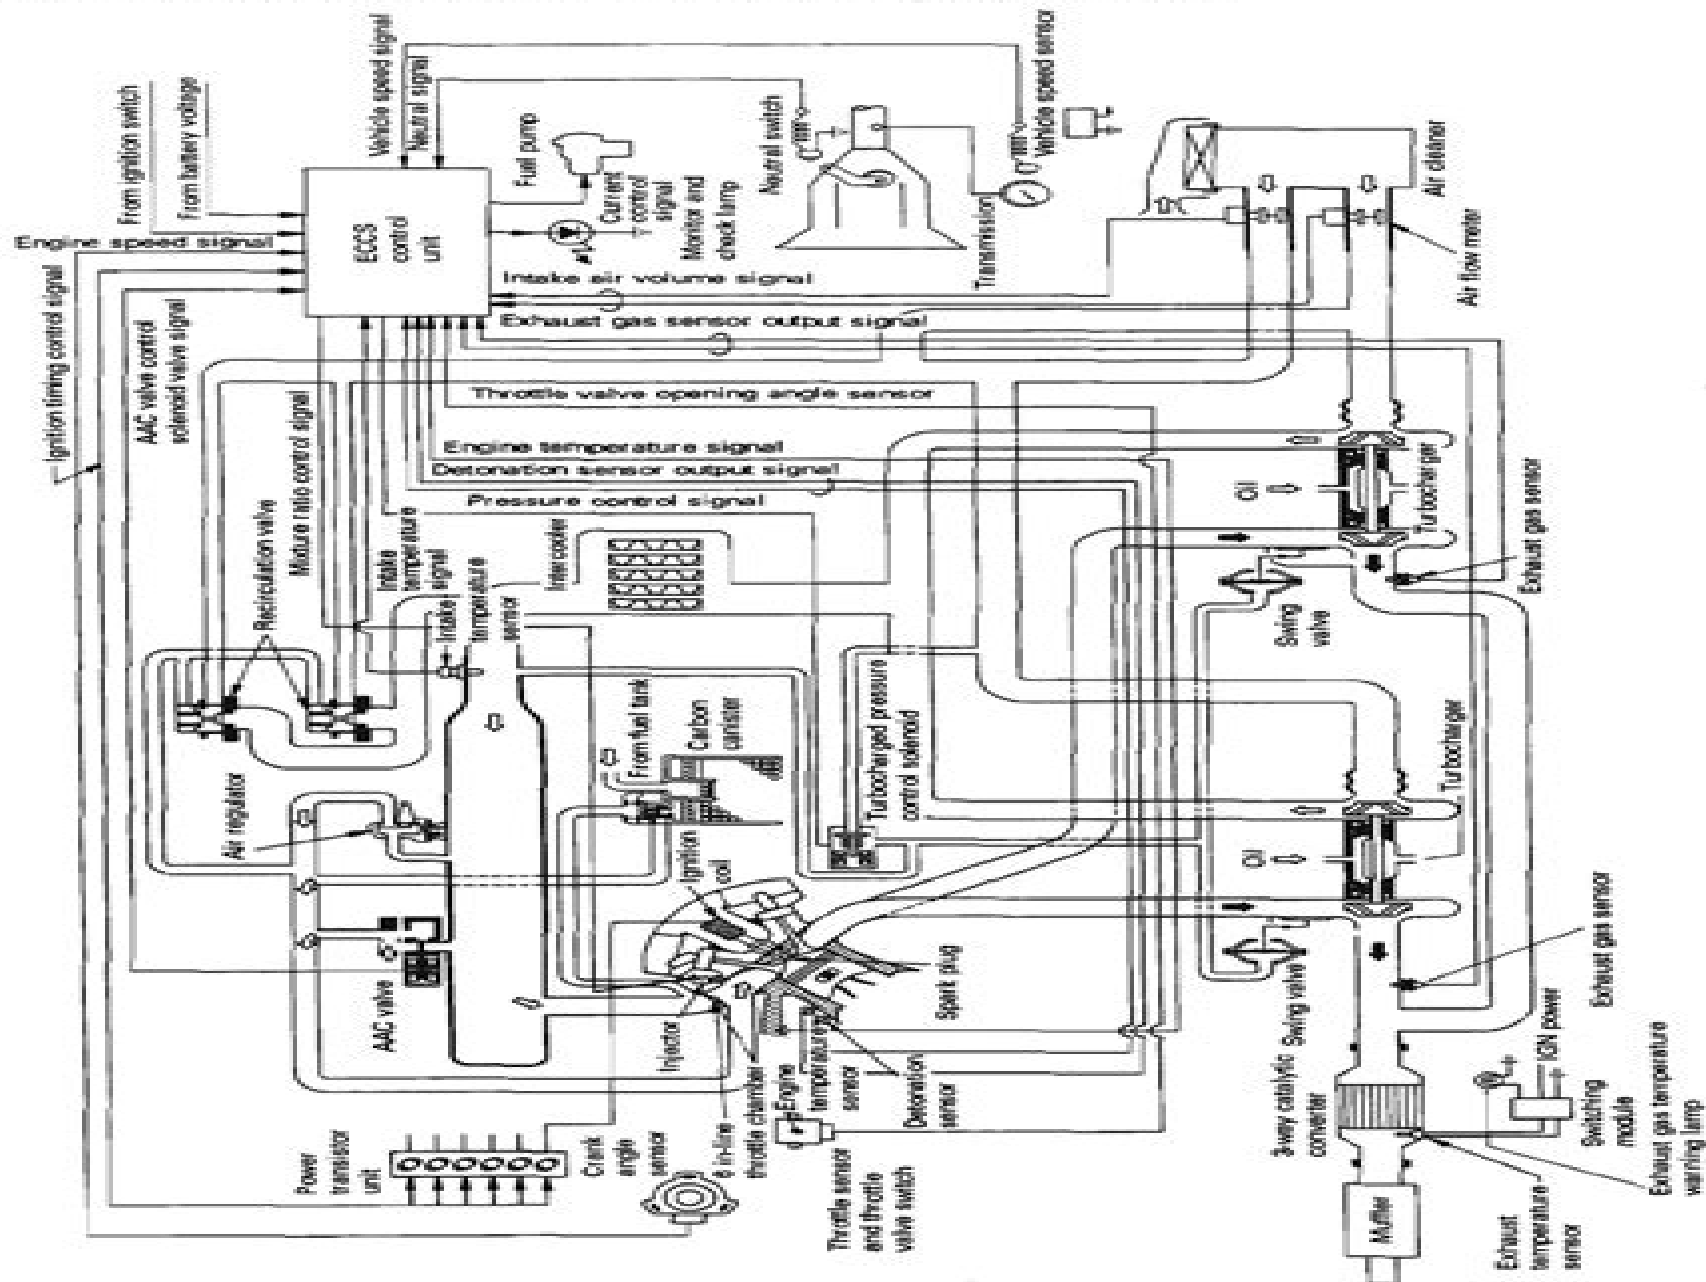 From ignition switch
From battery voltage
Engine speed signal
Ignition timing control signal
AAC valve control
solenoid valve signal
Mixture ratio control signal
Vehicle speed signal
Neutral signal
ECCS
control
unit
Fuel pump
Current
control
signal
Monitor and
check lamp
Neutral switch
Vehicle speed sensor
Transmission
Air cleaner
Air flow meter
Intake air volume signal
Exhaust gas sensor output signal
Throttle valve opening angle sensor
Engine temperature signal
Detonation sensor output signal
Pressure control signal
Recirculation valve
Intake
temperature
signal
Intake
temperature
sensor
Intercooler
Oil
Turbocharger
Exhaust gas sensor
Swing
valve
Air regulator
From fuel tank
Carbon
canister
Turbocharged pressure
control solenoid
Turbocharger
Oil
Ignition
coil
AAC valve
Injector
Spark plug
Swing valve
Exhaust gas sensor
Power
transistor
unit
Crank
angle
sensor
6 in-line
throttle chamber
Engine
temperature
sensor
Detonation
sensor
Throttle sensor
and throttle
valve switch
3-way catalytic
converter
IGN power
Switching
module
Exhaust gas temperature
warning lamp
Muffler
Exhaust
temperature
sensor